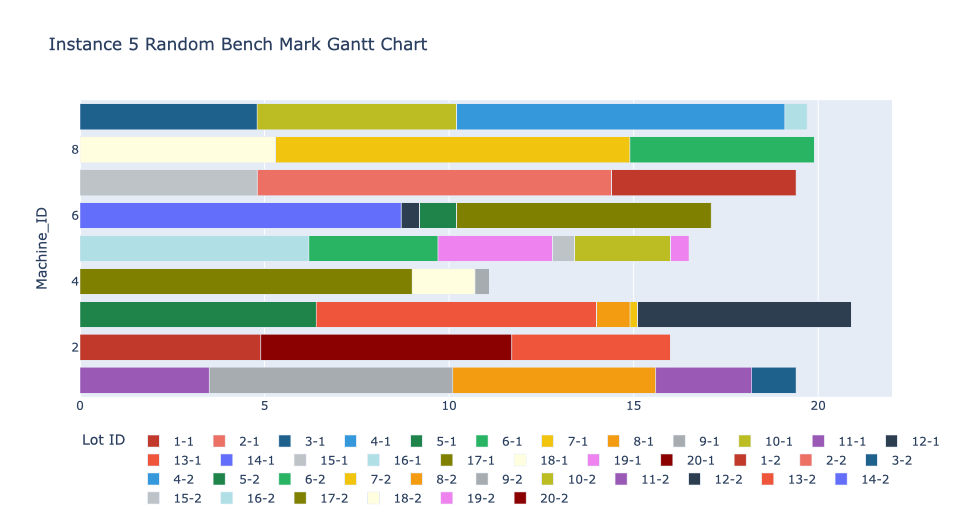 Instance 5 Random Bench Mark Gantt Chart
Machine_ID
8
6
4
2
0 5 10 15 20
Lot ID 1-1 2-1 3-1 4-1 5-1 6-1 7-1 8-1 9-1 10-1 11-1 12-1
13-1 14-1 15-1 16-1 17-1 18-1 19-1 20-1 1-2 2-2 3-2
4-2 5-2 6-2 7-2 8-2 9-2 10-2 11-2 12-2 13-2 14-2
15-2 16-2 17-2 18-2 19-2 20-2